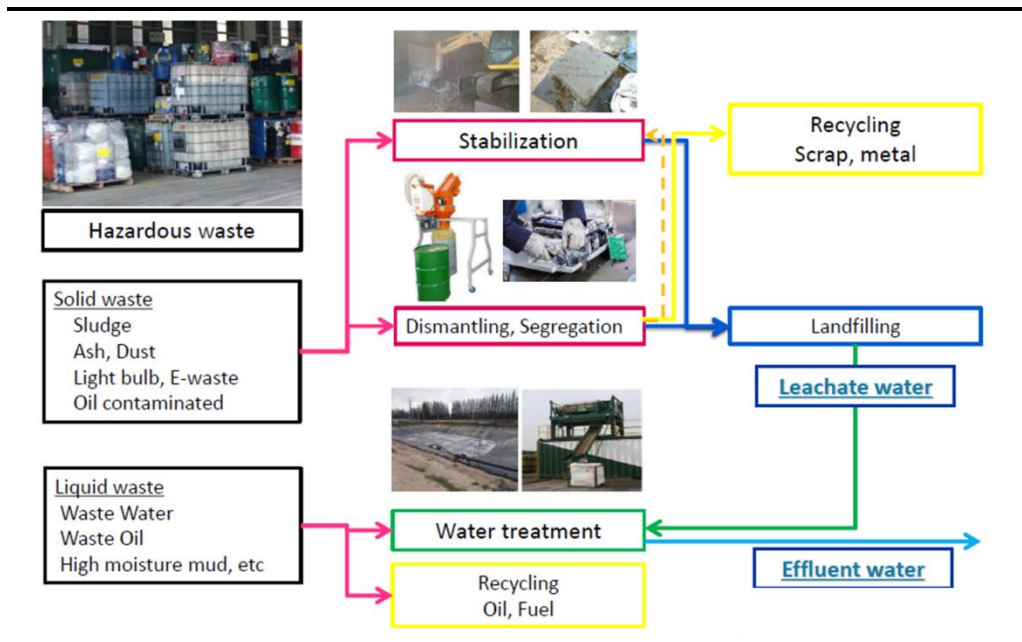 Hazardous waste
Solid waste
Sludge
Ash, Dust
Light bulb, E-waste
Oil contaminated
Liquid waste
Waste Water
Waste Oil
High moisture mud, etc
Stabilization
Dismantling, Segregation
Water treatment
Recycling
Oil, Fuel
Recycling
Scrap, metal
Landfilling
Leachate water
Effluent water